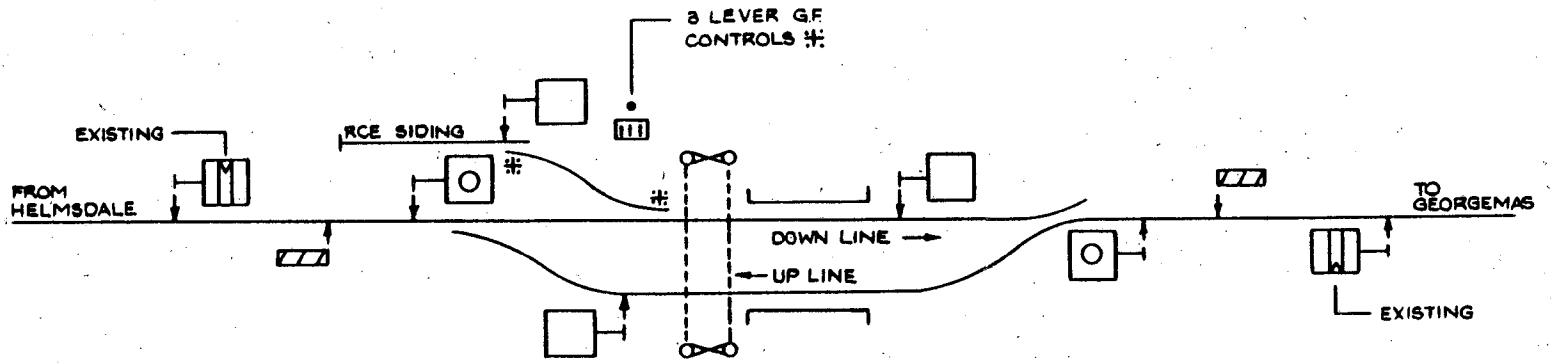 3 LEVER G.F.
CONTROLS ⁜
EXISTING
RCE SIDING
⁜
⁜
FROM
HELMSDALE
TO
GEORGEMAS
DOWN LINE →
← UP LINE
EXISTING